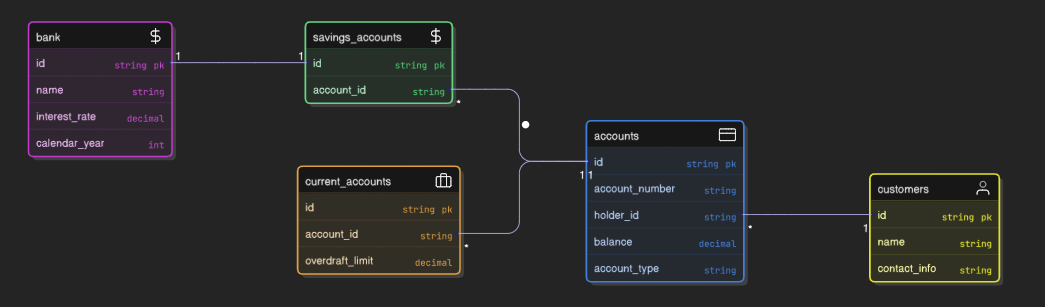 bank
id string pk
name string
interest_rate decimal
calendar_year int
1
1
savings_accounts
id string pk
account_id string
*
current_accounts
id string pk
account_id string
overdraft_limit decimal
*
accounts
id string pk
1 1
account_number string
holder_id string
balance decimal
account_type string
*
1
customers
id string pk
name string
contact_info string